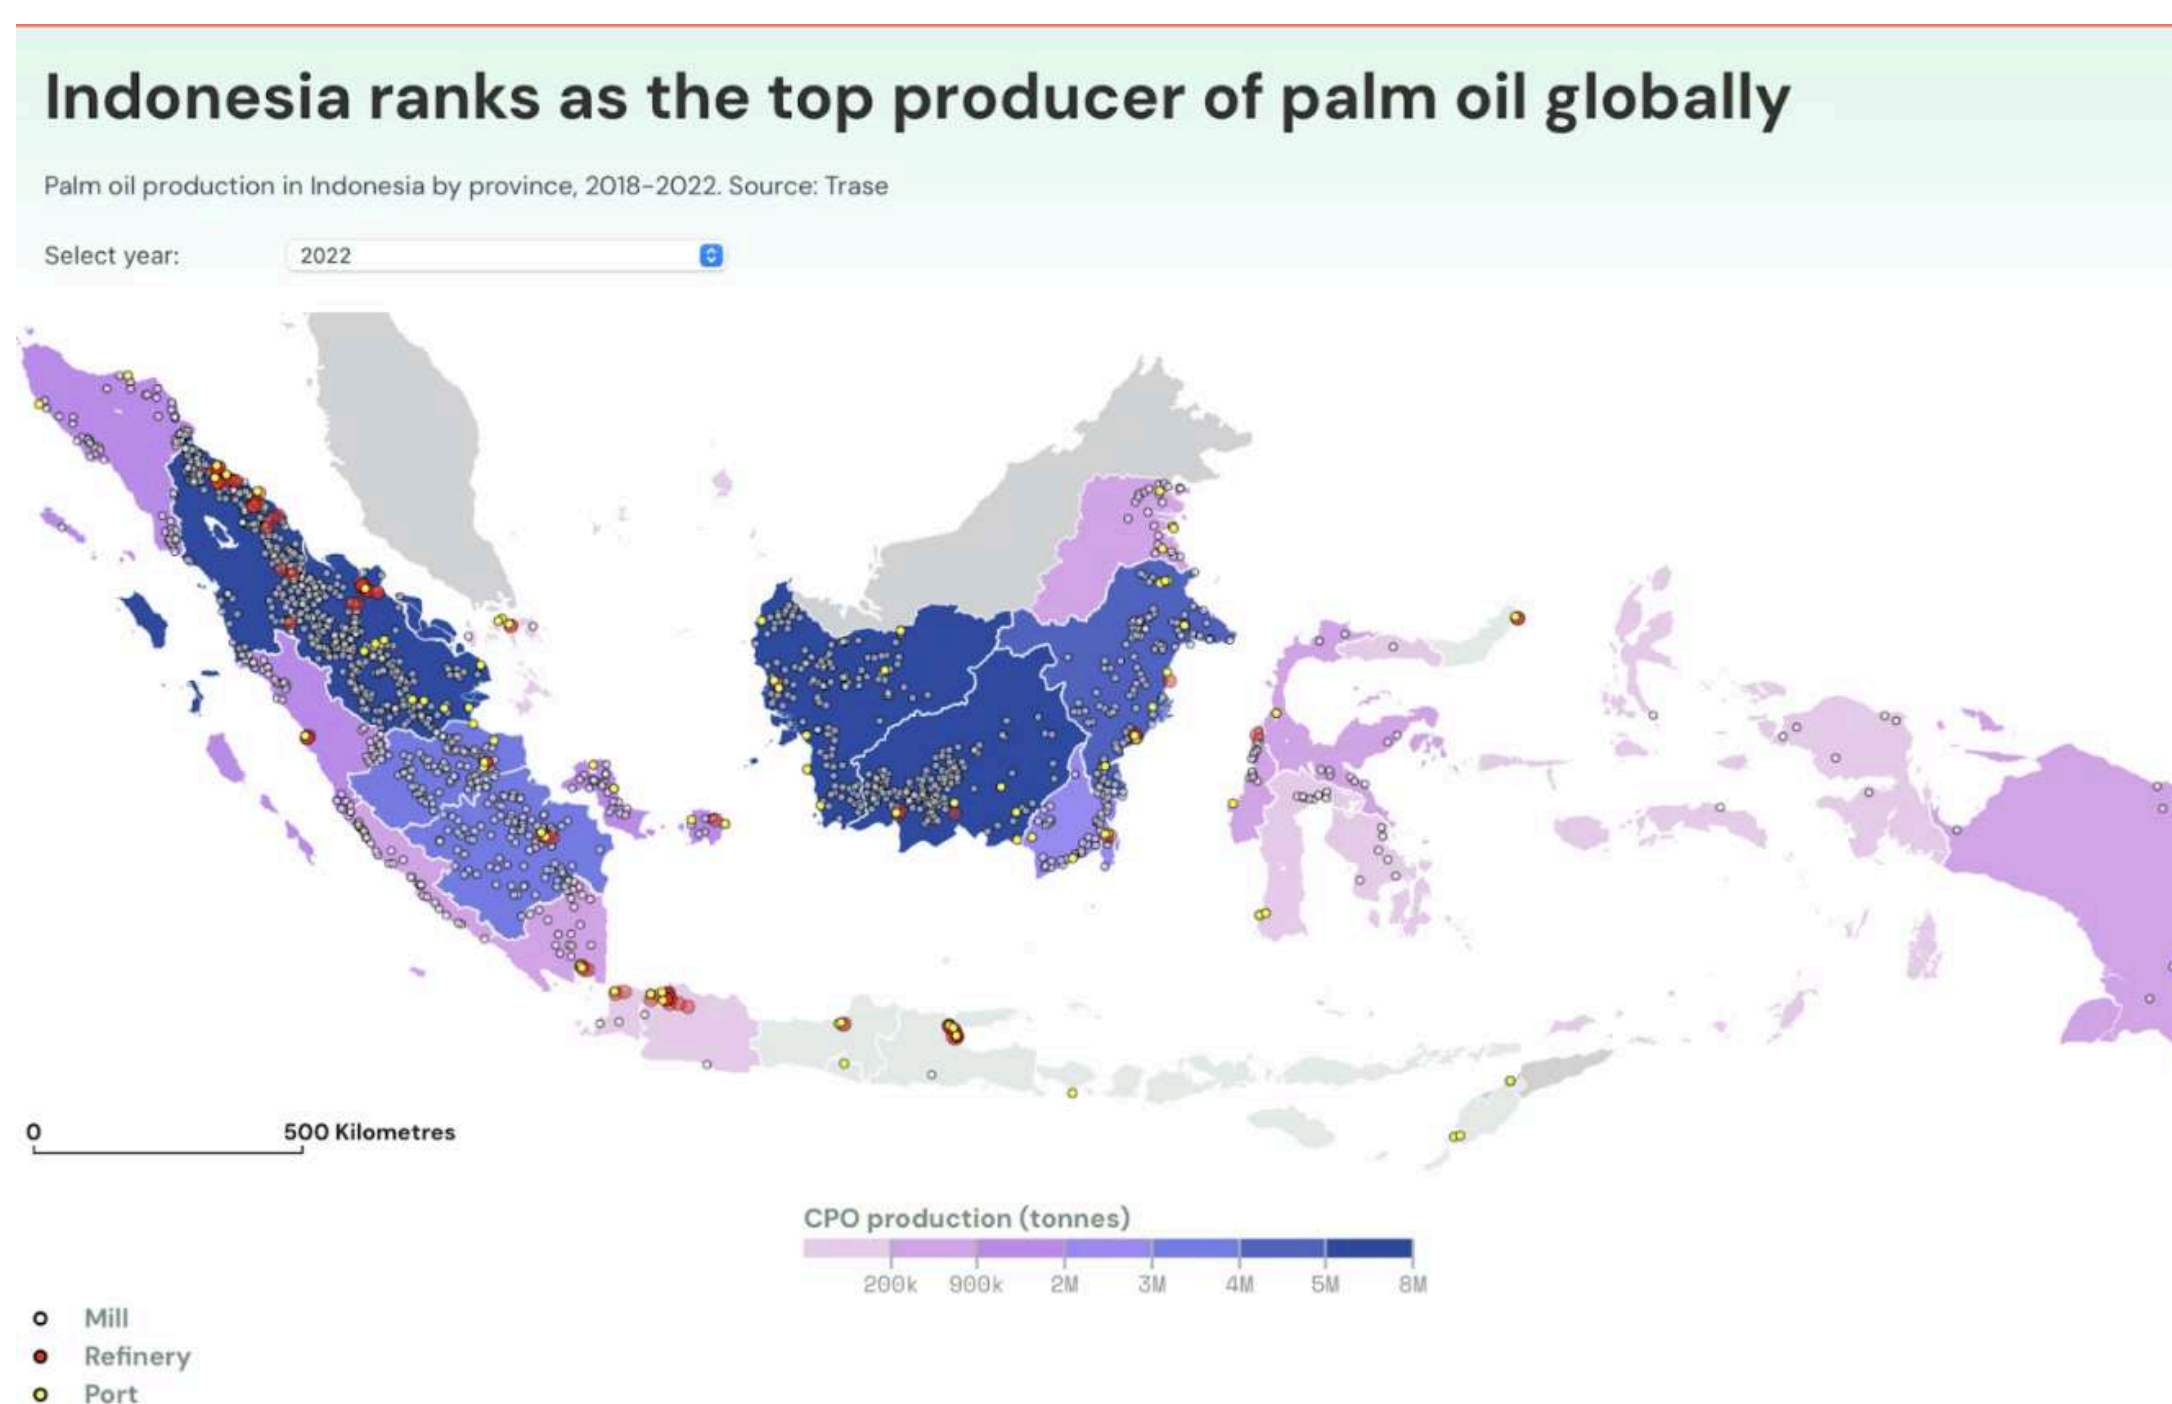 Indonesia ranks as the top producer of palm oil globally
Palm oil production in Indonesia by province, 2018-2022. Source: Trase
Select year:
2022
0
500 Kilometres
CPO production (tonnes)
200k
900k
2M
3M
4M
5M
8M
Mill
Refinery
Port